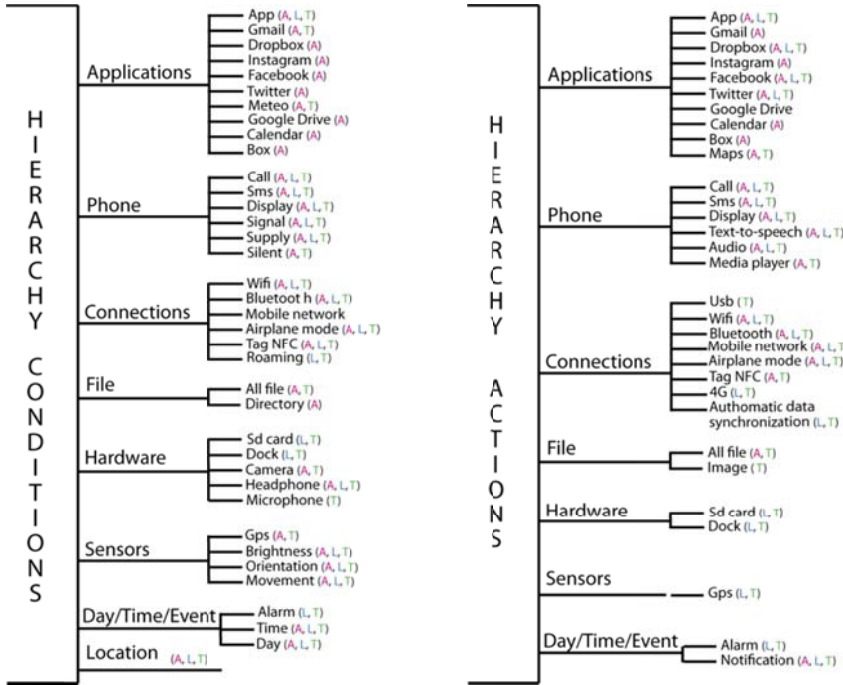 HIERARCHY CONDITIONS
Applications
App (A, L, T)
Gmail (A, T)
Dropbox (A)
Instagram (A)
Facebook (A)
Twitter (A)
Meteo (A, T)
Google Drive (A)
Calendar (A)
Box (A)
Phone
Call (A, L, T)
Sms (A, L, T)
Display (A, L, T)
Signal (A, L, T)
Supply (A, L, T)
Silent (A, T)
Connections
Wifi (A, L, T)
Bluetoot h (A, L, T)
Mobile network
Airplane mode (A, L, T)
Tag NFC (A, L, T)
Roaming (L, T)
File
All file (A, T)
Directory (A)
Hardware
Sd card (L, T)
Dock (L, T)
Camera (A, T)
Headphone (A, L, T)
Microphone (T)
Sensors
Gps (A, T)
Brightness (A, L, T)
Orientation (A, L, T)
Movement (A, L, T)
Day/Time/Event
Alarm (L, T)
Time (A, L, T)
Day (A, L, T)
Location (A, L, T)
HIERARCHY ACTIONS
Applications
App (A, L, T)
Gmail (A)
Dropbox (A, L, T)
Instagram (A)
Facebook (A, L, T)
Twitter (A, L, T)
Google Drive
Calendar (A)
Box (A)
Maps (A, T)
Phone
Call (A, L, T)
Sms (A, L, T)
Display (A, L, T)
Text-to-speech (A, L, T)
Audio (A, L, T)
Media player (A, T)
Connections
Usb (T)
Wifi (A, L, T)
Bluetooth (A, L, T)
Mobile network (A, L, T
Airplane mode (A, L, T)
Tag NFC (A, T)
4G (L, T)
Authomatic data
synchronization (L, T)
File
All file (A, T)
Image (T)
Hardware
Sd card (L, T)
Dock (L, T)
Sensors
Gps (L, T)
Day/Time/Event
Alarm (L, T)
Notification (A, L, T)